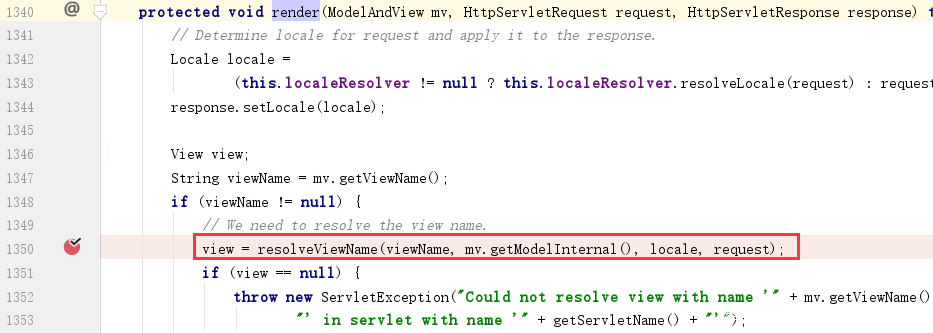 1340 @ protected void render(ModelAndView mv, HttpServletRequest request, HttpServletResponse response) t
1341 // Determine locale for request and apply it to the response.
1342 Locale locale =
1343 (this.localeResolver != null ? this.localeResolver.resolveLocale(request) : reques
1344 response.setLocale(locale);
1345
1346 View view;
1347 String viewName = mv.getViewName();
1348 if (viewName != null) {
1349 // We need to resolve the view name.
1350 view = resolveViewName(viewName, mv.getModelInternal(), locale, request);
1351 if (view == null) {
1352 throw new ServletException("Could not resolve view with name '" + mv.getViewName()
1353 "' in servlet with name '" + getServletName() + "'");